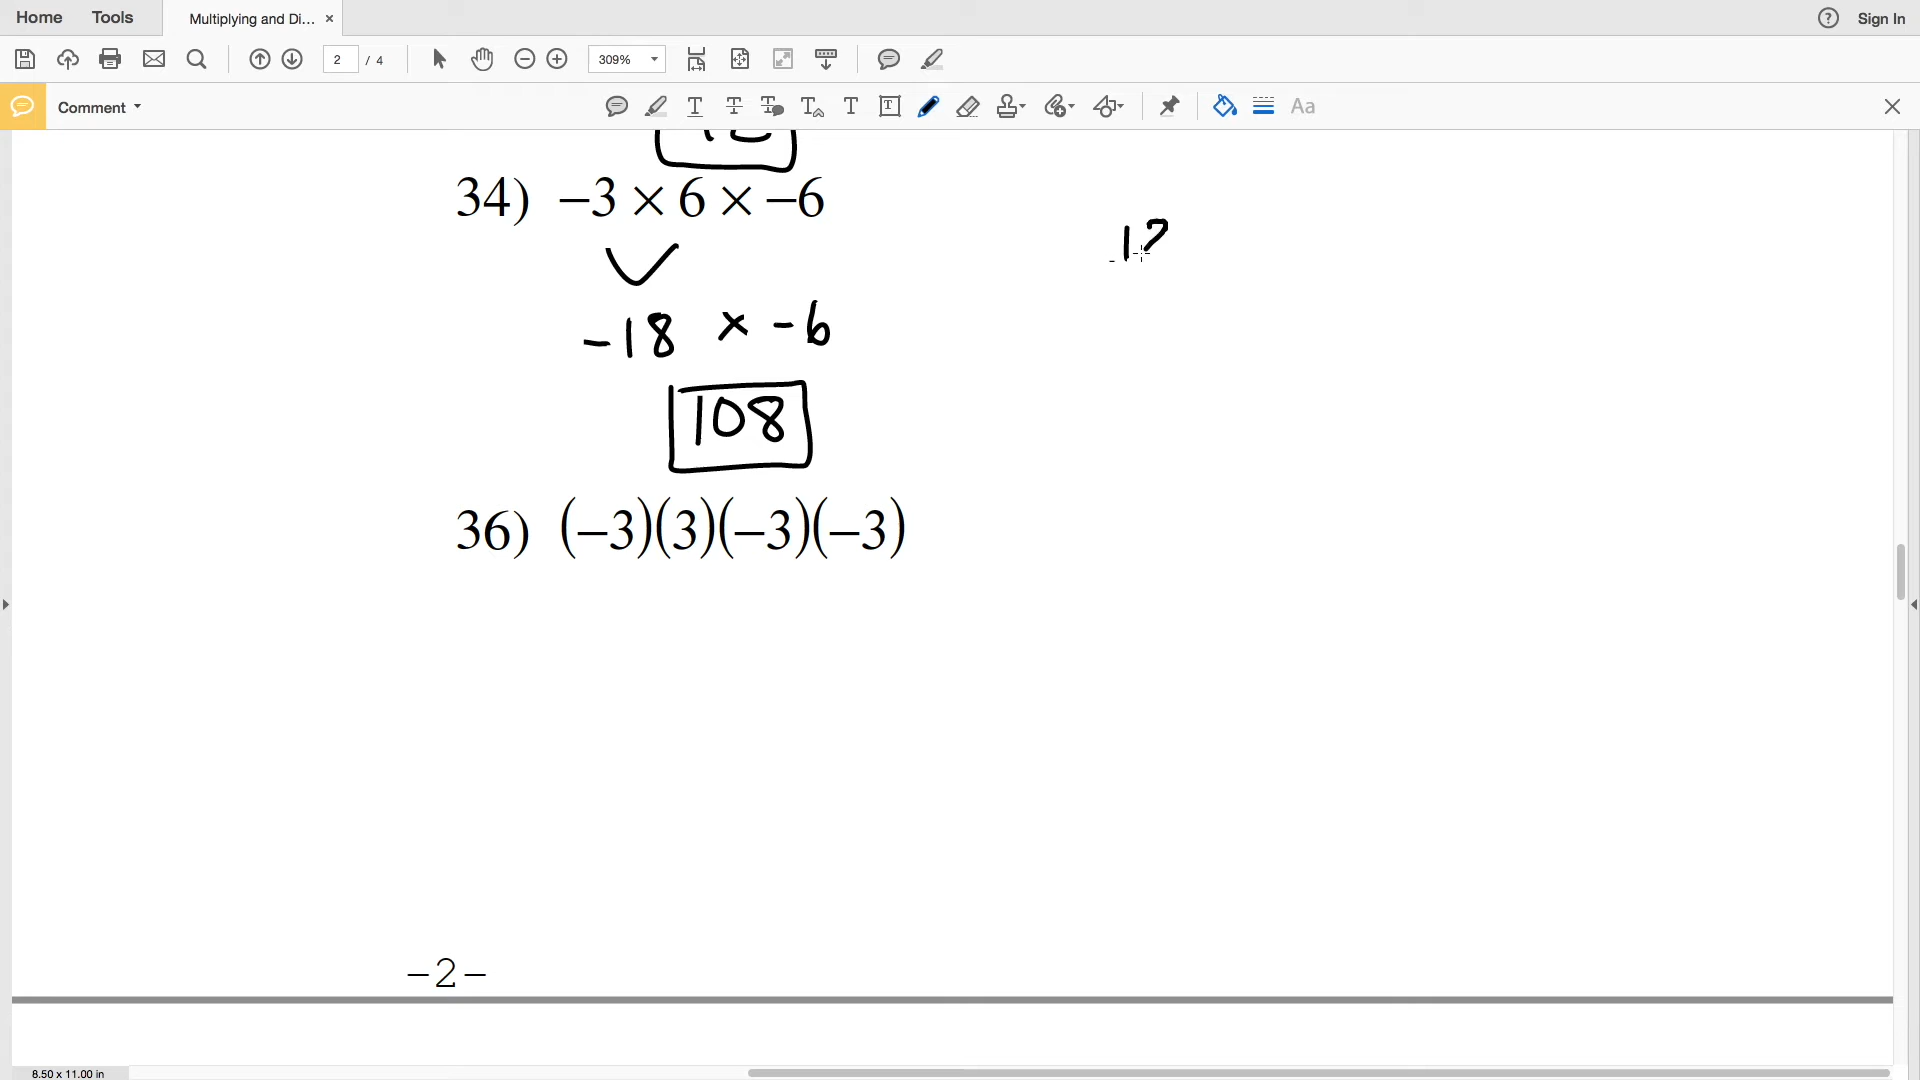 Home Tools Multiplying and Di... × ? Sign In
2 / 4 309%
Comment T T T T T T Aa
34) −3 × 6 × −6
-18 × -6
108
36) (−3)(3)(−3)(−3)
-2-
8.50 x 11.00 in